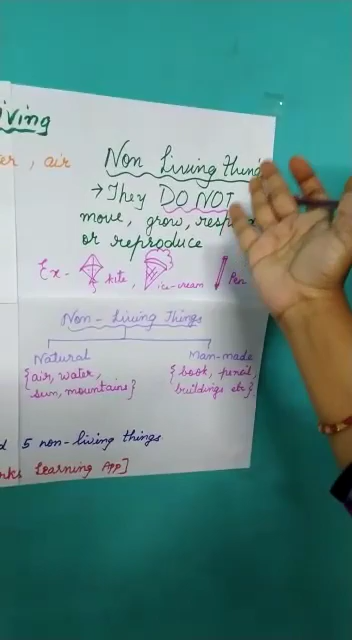 iving
er, air
Non Living thin
→ They DO NOT
move, grow, resp
or reproduce
Ex- kite, ice-cream Pen
Non-Living Things
Natural
{air, water,
sun, mountains}
Man-made
{book, pencil,
buildings etc}
d 5 non-living things
rks Learning App]